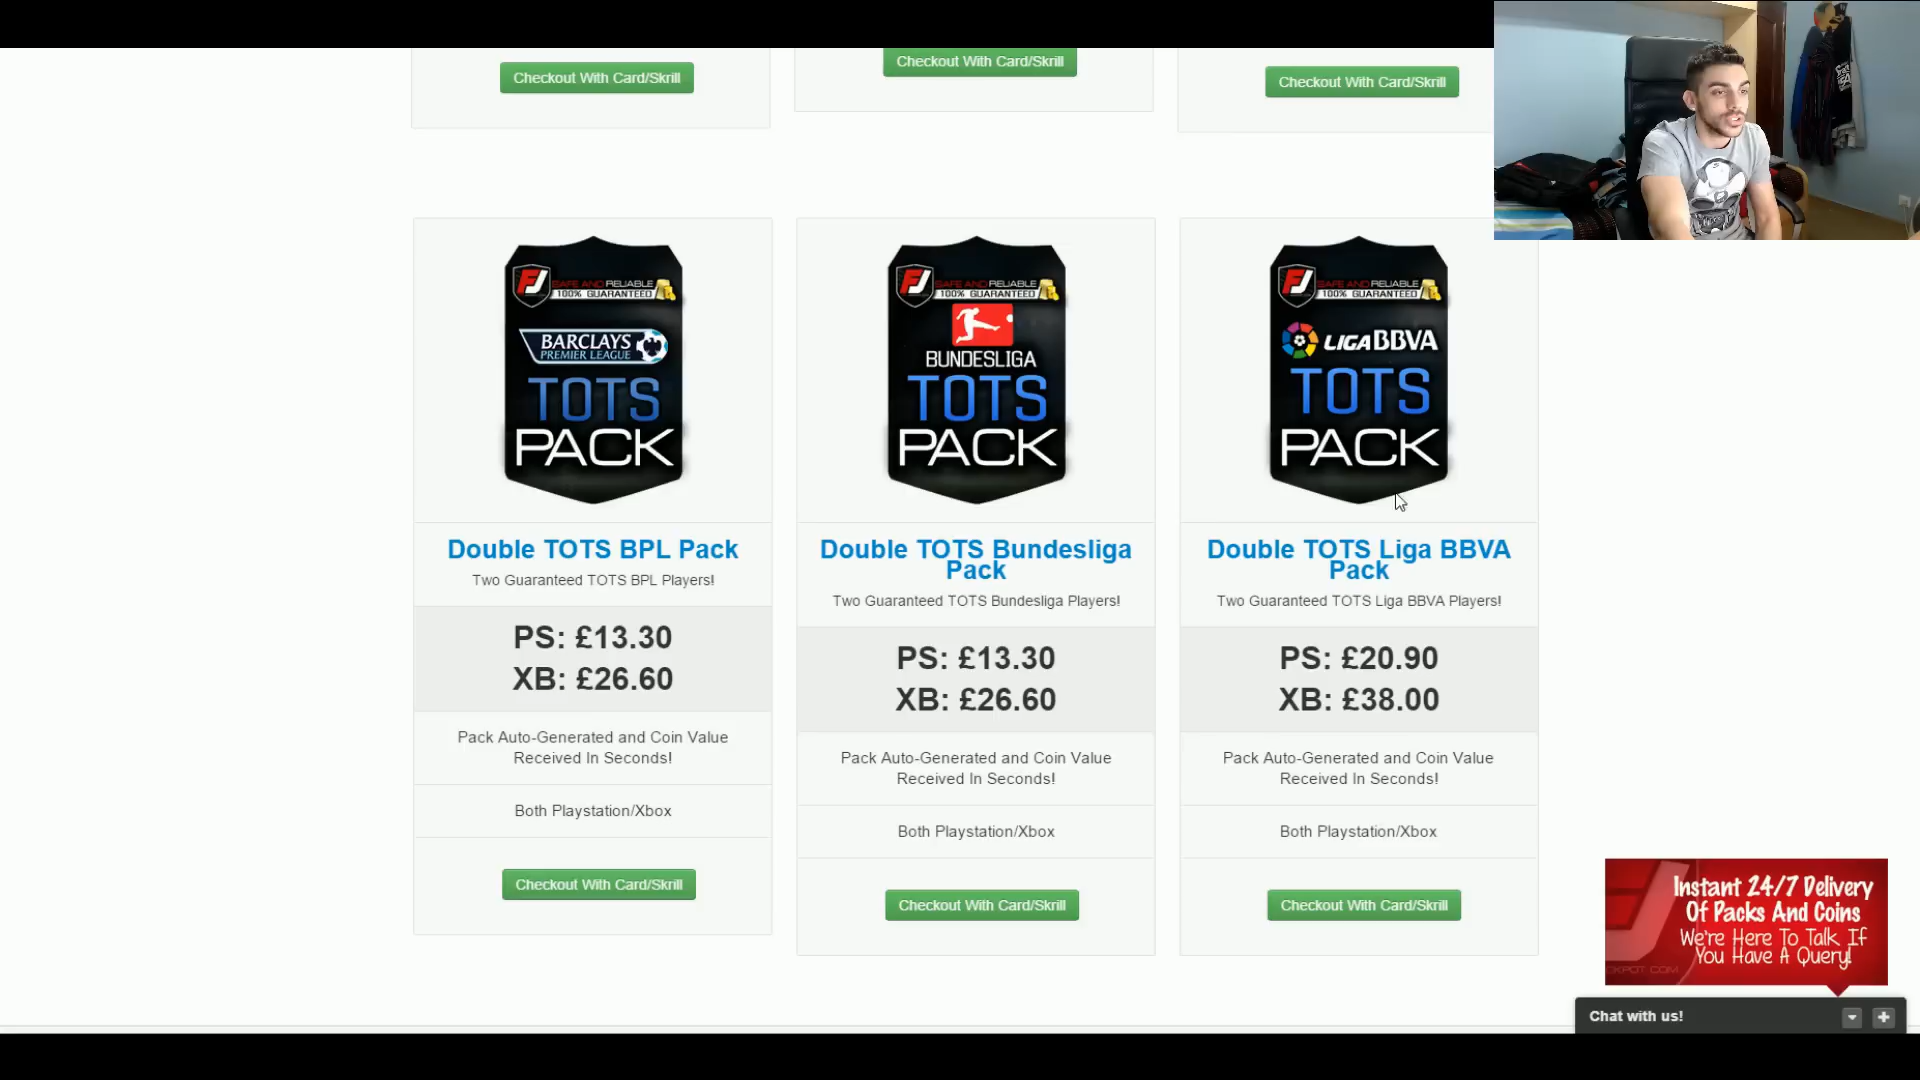 Checkout With Card/Skrill
Checkout With Card/Skrill
Checkout With Card/Skrill
FJ SAFE AND RELIABLE
100% GUARANTEED
BARCLAYS
PREMIER LEAGUE
TOTS
PACK
Double TOTS BPL Pack
Two Guaranteed TOTS BPL Players!
PS: £13.30
XB: £26.60
Pack Auto-Generated and Coin Value
Received In Seconds!
Both Playstation/Xbox
Checkout With Card/Skrill
FJ SAFE AND RELIABLE
100% GUARANTEED
BUNDESLIGA
TOTS
PACK
Double TOTS Bundesliga
Pack
Two Guaranteed TOTS Bundesliga Players!
PS: £13.30
XB: £26.60
Pack Auto-Generated and Coin Value
Received In Seconds!
Both Playstation/Xbox
Checkout With Card/Skrill
FJ SAFE AND RELIABLE
100% GUARANTEED
LIGA BBVA
TOTS
PACK
Double TOTS Liga BBVA
Pack
Two Guaranteed TOTS Liga BBVA Players!
PS: £20.90
XB: £38.00
Pack Auto-Generated and Coin Value
Received In Seconds!
Both Playstation/Xbox
Checkout With Card/Skrill
Instant 24/7 Delivery
Of Packs And Coins
We're Here To Talk If
You Have A Query!
CKPOT.COM
Chat with us!